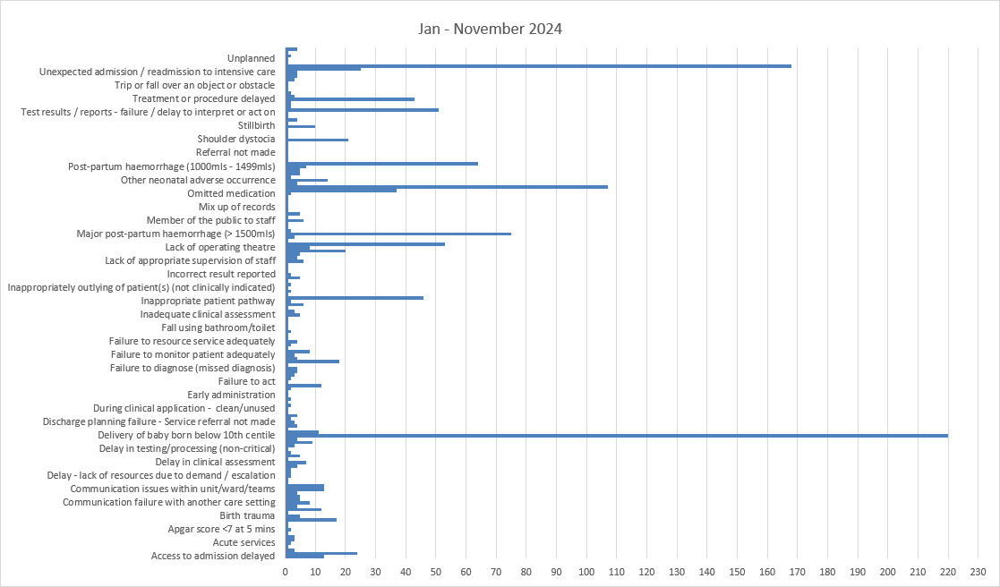 Jan - November 2024
Unplanned
Unexpected admission / readmission to intensive care
Trip or fall over an object or obstacle
Treatment or procedure delayed
Test results / reports - failure / delay to interpret or act on
Stillbirth
Shoulder dystocia
Referral not made
Post-partum haemorrhage (1000mls - 1499mls)
Other neonatal adverse occurrence
Omitted medication
Mix up of records
Member of the public to staff
Major post-partum haemorrhage (> 1500mls)
Lack of operating theatre
Lack of appropriate supervision of staff
Incorrect result reported
Inappropriately outlying of patient(s) (not clinically indicated)
Inappropriate patient pathway
Inadequate clinical assessment
Fall using bathroom/toilet
Failure to resource service adequately
Failure to monitor patient adequately
Failure to diagnose (missed diagnosis)
Failure to act
Early administration
During clinical application -  clean/unused
Discharge planning failure - Service referral not made
Delivery of baby born below 10th centile
Delay in testing/processing (non-critical)
Delay in clinical assessment
Delay - lack of resources due to demand / escalation
Communication issues within unit/ward/teams
Communication failure with another care setting
Birth trauma
Apgar score <7 at 5 mins
Acute services
Access to admission delayed
0 10 20 30 40 50 60 70 80 90 100 110 120 130 140 150 160 170 180 190 200 210 220 230